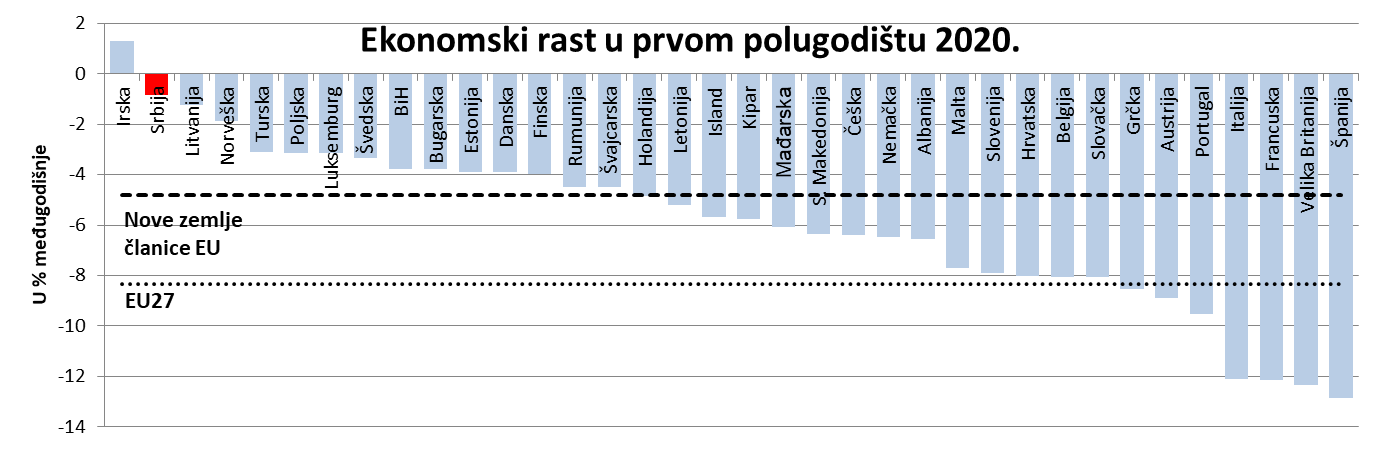 Ekonomski rast u prvom polugodištu 2020.
U % međugodišnje
2
0
-2
-4
-6
-8
-10
-12
-14
Irska
Srbija
Litvanija
Norveška
Turska
Poljska
Luksemburg
Švedska
BiH
Bugarska
Estonija
Danska
Finska
Rumunija
Švajcarska
Holandija
Letonija
Island
Kipar
Mađarska
S. Makedonija
Češka
Nemačka
Albanija
Malta
Slovenija
Hrvatska
Belgija
Slovačka
Grčka
Austrija
Portugal
Italija
Francuska
Velika Britanija
Španija
Nove zemlje
članice EU
EU27